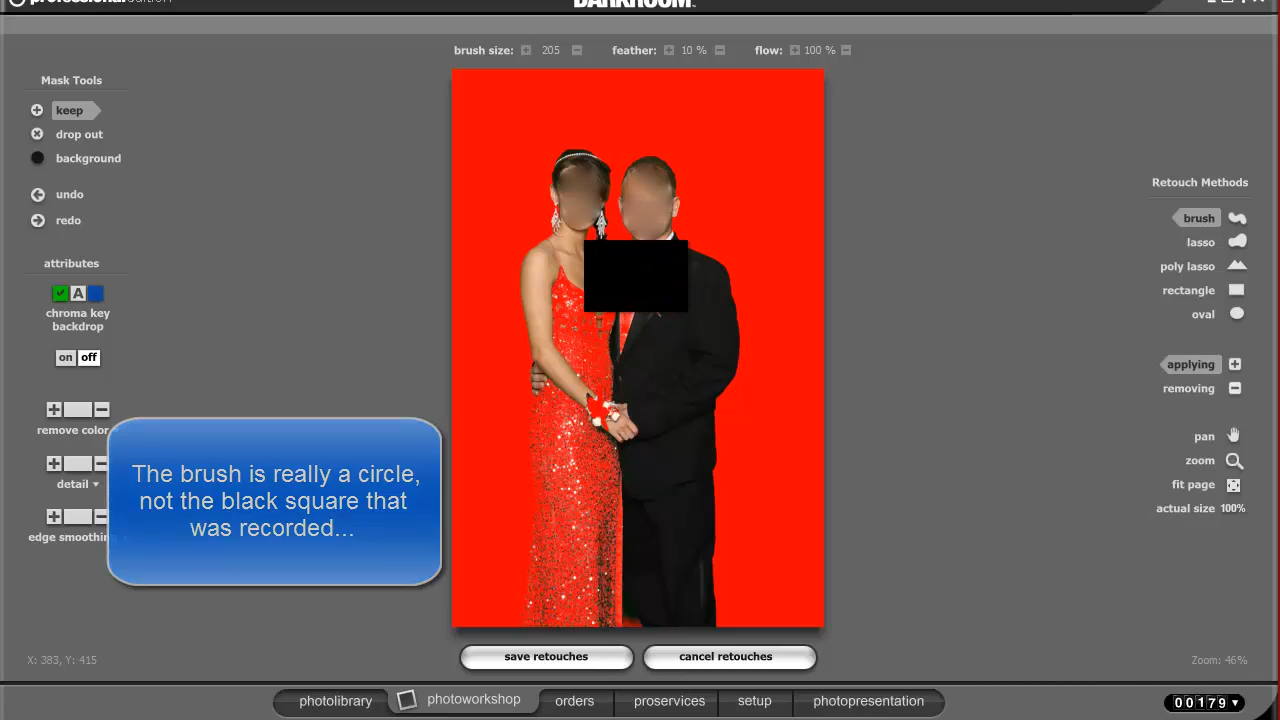 professional
DARKROOM
brush size: 205
feather: 10 %
flow: 100 %
Mask Tools
keep
drop out
background
undo
redo
attributes
A
chroma key
backdrop
on off
remove color
detail
edge smoothin
The brush is really a circle,
not the black square that
was recorded...
Retouch Methods
brush
lasso
poly lasso
rectangle
oval
applying
removing
pan
zoom
fit page
actual size 100%
save retouches
cancel retouches
X: 383, Y: 415
Zoom: 46%
photolibrary
photoworkshop
orders
proservices
setup
photopresentation
00179